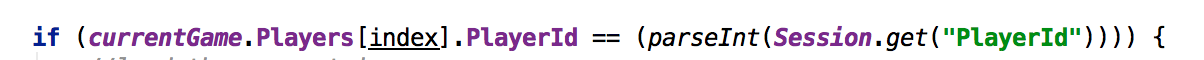 if (currentGame.Players[index].PlayerId == (parseInt(Session.get("PlayerId")))) {